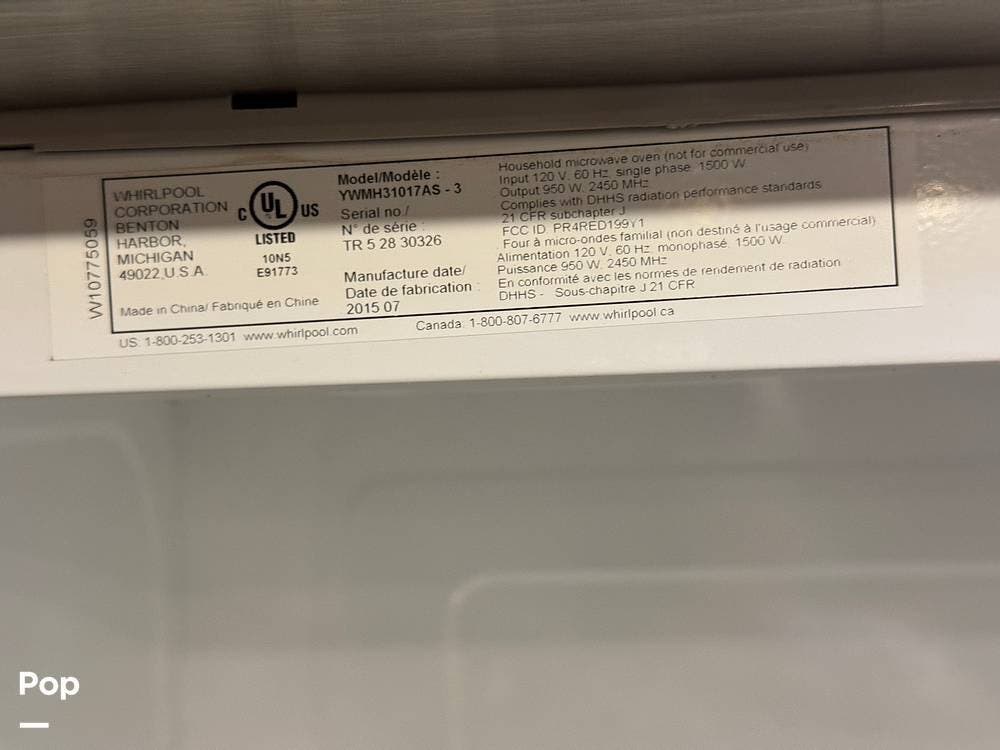 W10775059
WHIRLPOOL
CORPORATION
BENTON
HARBOR,
MICHIGAN
49022,U.S.A.
Made in China/ Fabriqué en Chine
C UL US
LISTED
10N5
E91773
Model/Modèle :
YWMH31017AS - 3
Serial no./
N° de série :
TR 5 28 30326
Manufacture date/
Date de fabrication :
2015 07
Household microwave oven (not for commercial use)
Input 120 V, 60 Hz, single phase, 1500 W.
Output 950 W, 2450 MHz
Complies with DHHS radiation performance standards
21 CFR subchapter J
FCC ID: PR4RED199Y1
Four à micro-ondes familial (non destiné à l'usage commercial)
Alimentation 120 V, 60 Hz, monophasé, 1500 W.
Puissance 950 W, 2450 MHz
En conformité avec les normes de rendement de radiation
DHHS - Sous-chapitre J 21 CFR
US: 1-800-253-1301 www.whirlpool.com
Canada: 1-800-807-6777 www.whirlpool.ca
Pop